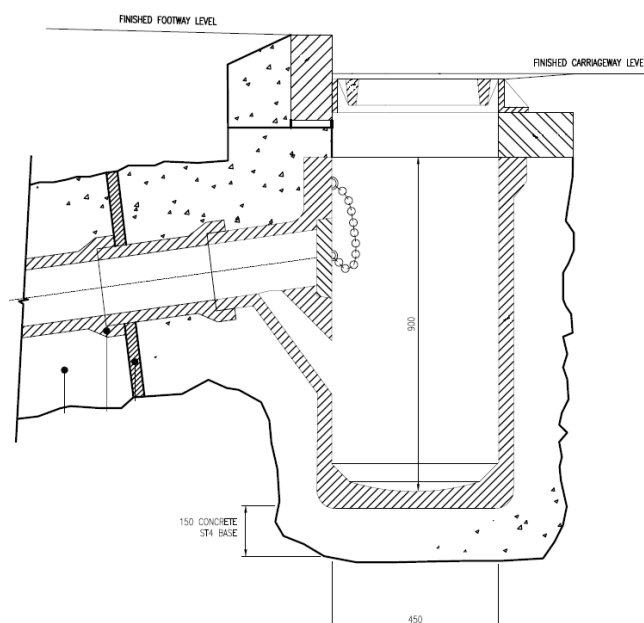 FINISHED FOOTWAY LEVEL
FINISHED CARRIAGEWAY LEVE
900
150 CONCRETE
ST4 BASE
450